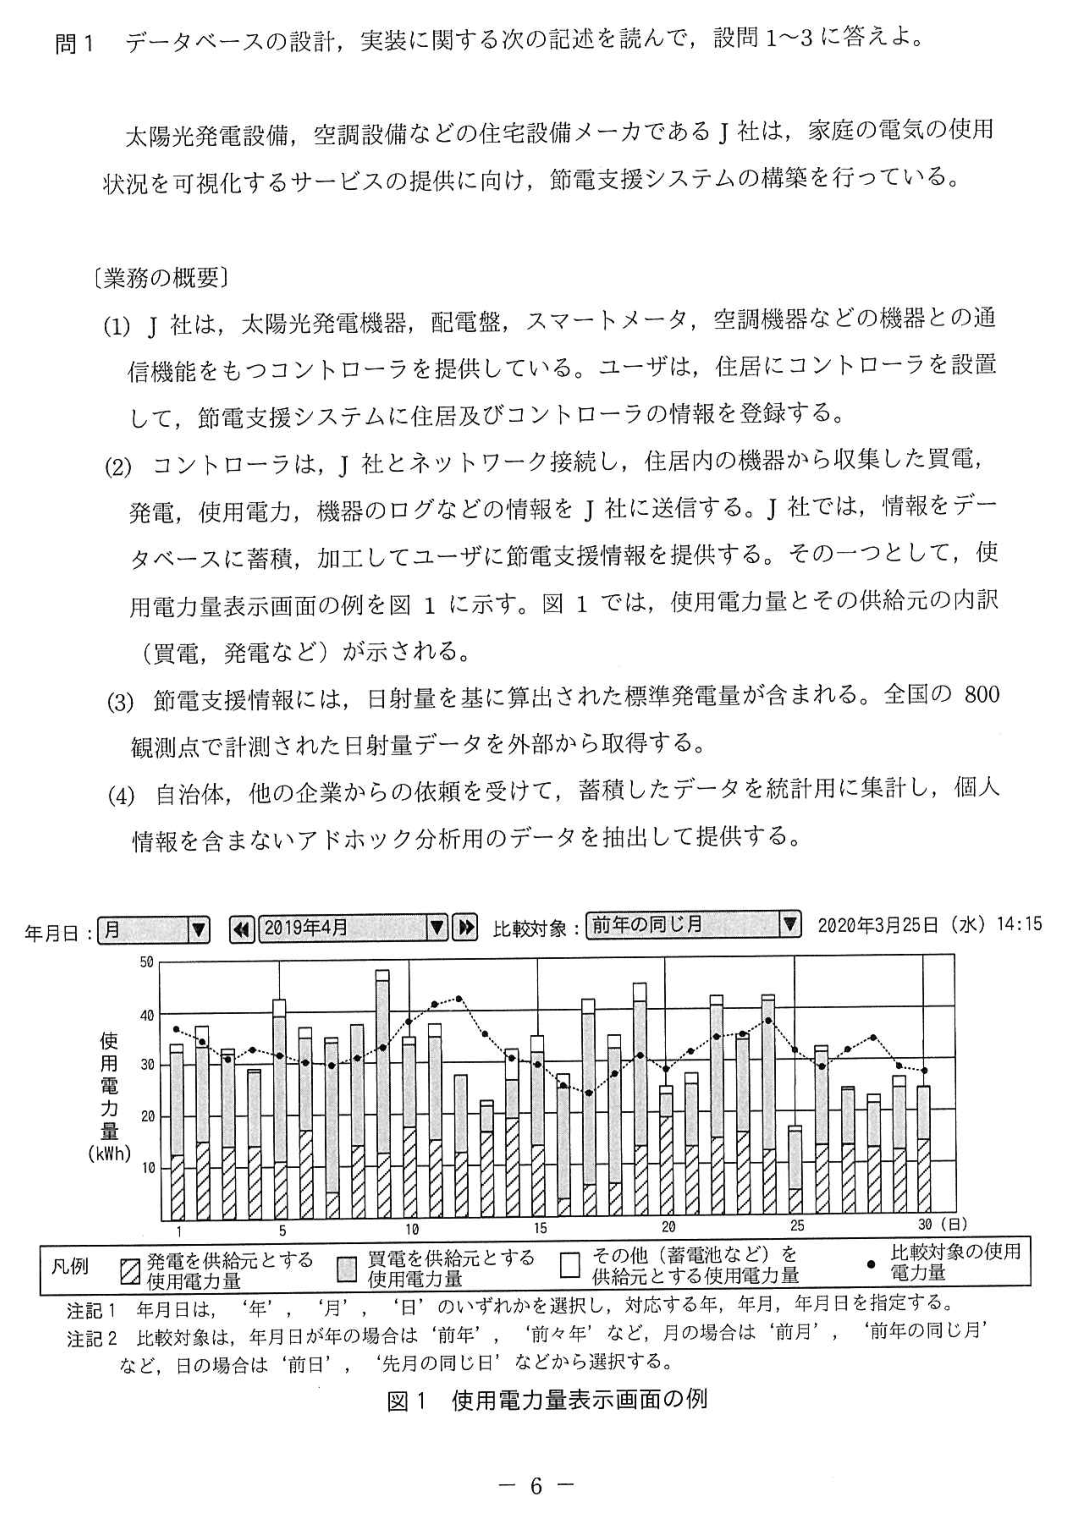 問1　データベースの設計，実装に関する次の記述を読んで，設問 1～3 に答えよ。
太陽光発電設備，空調設備などの住宅設備メーカである J 社は，家庭の電気の使用
状況を可視化するサービスの提供に向け，節電支援システムの構築を行っている。
〔業務の概要〕
(1) J 社は，太陽光発電機器，配電盤，スマートメータ，空調機器などの機器との通
信機能をもつコントローラを提供している。ユーザは，住居にコントローラを設置
して，節電支援システムに住居及びコントローラの情報を登録する。
(2) コントローラは，J 社とネットワーク接続し，住居内の機器から収集した買電，
発電，使用電力，機器のログなどの情報を J 社に送信する。J 社では，情報をデー
タベースに蓄積，加工してユーザに節電支援情報を提供する。その一つとして，使
用電力量表示画面の例を図 1 に示す。図 1 では，使用電力量とその供給元の内訳
（買電，発電など）が示される。
(3) 節電支援情報には，日射量を基に算出された標準発電量が含まれる。全国の 800
観測点で計測された日射量データを外部から取得する。
(4) 自治体，他の企業からの依頼を受けて，蓄積したデータを統計用に集計し，個人
情報を含まないアドホック分析用のデータを抽出して提供する。
年月日：月 ▼ ◀◀ 2019年4月 ▼ ▶▶ 比較対象：前年の同じ月 ▼ 2020年3月25日（水）14:15
50
40
30
20
10
使用電力量
(kWh)
1 5 10 15 20 25 30（日）
凡例 発電を供給元とする 買電を供給元とする その他（蓄電池など）を 比較対象の使用
使用電力量 使用電力量 供給元とする使用電力量 電力量
注記1　年月日は，‘年’，‘月’，‘日’のいずれかを選択し，対応する年，年月，年月日を指定する。
注記2　比較対象は，年月日が年の場合は‘前年’，‘前々年’など，月の場合は‘前月’，‘前年の同じ月’
など，日の場合は‘前日’，‘先月の同じ日’などから選択する。
図1　使用電力量表示画面の例
－ 6 －